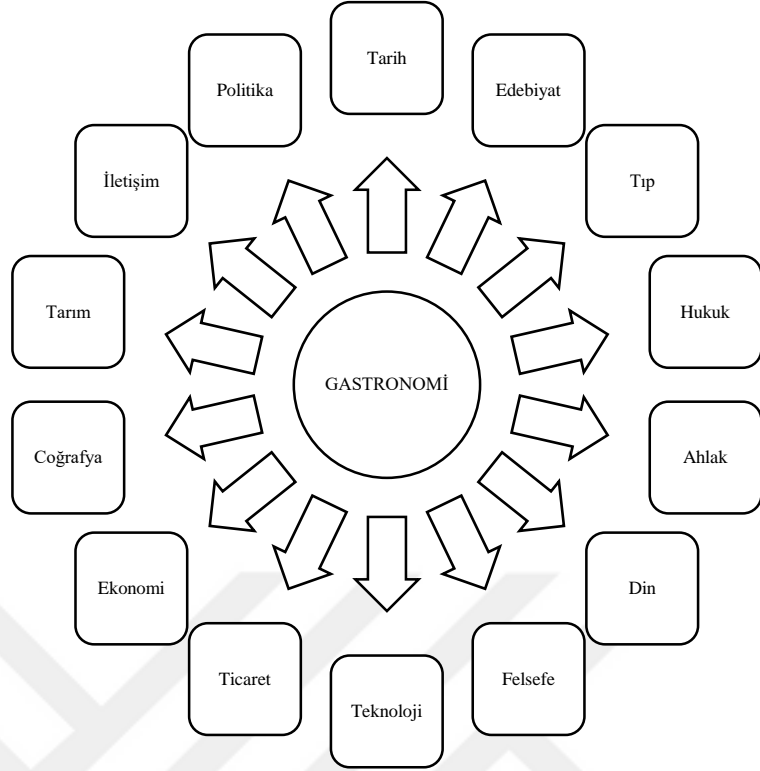 Tarih
Edebiyat
Tıp
Hukuk
Ahlak
Din
Felsefe
Teknoloji
Ticaret
Ekonomi
Coğrafya
Tarım
İletişim
Politika
GASTRONOMİ